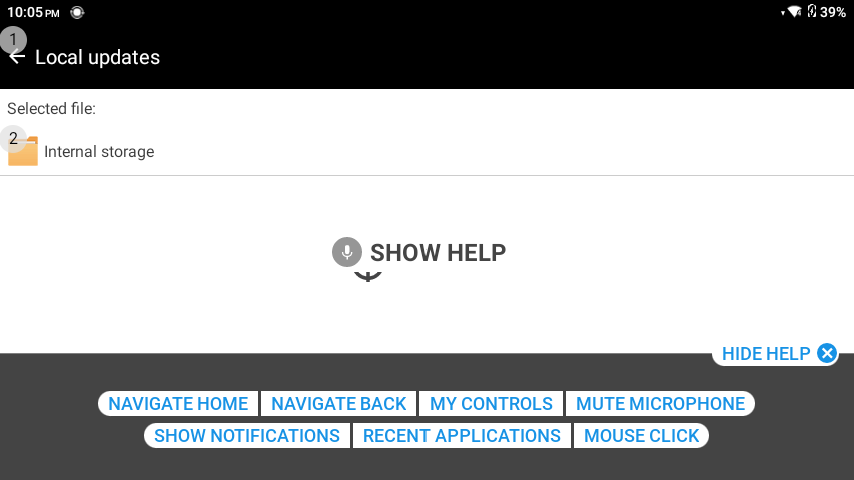 10:05 PM
39%
1
Local updates
Selected file:
2
Internal storage
SHOW HELP
HIDE HELP
NAVIGATE HOME
NAVIGATE BACK
MY CONTROLS
MUTE MICROPHONE
SHOW NOTIFICATIONS
RECENT APPLICATIONS
MOUSE CLICK